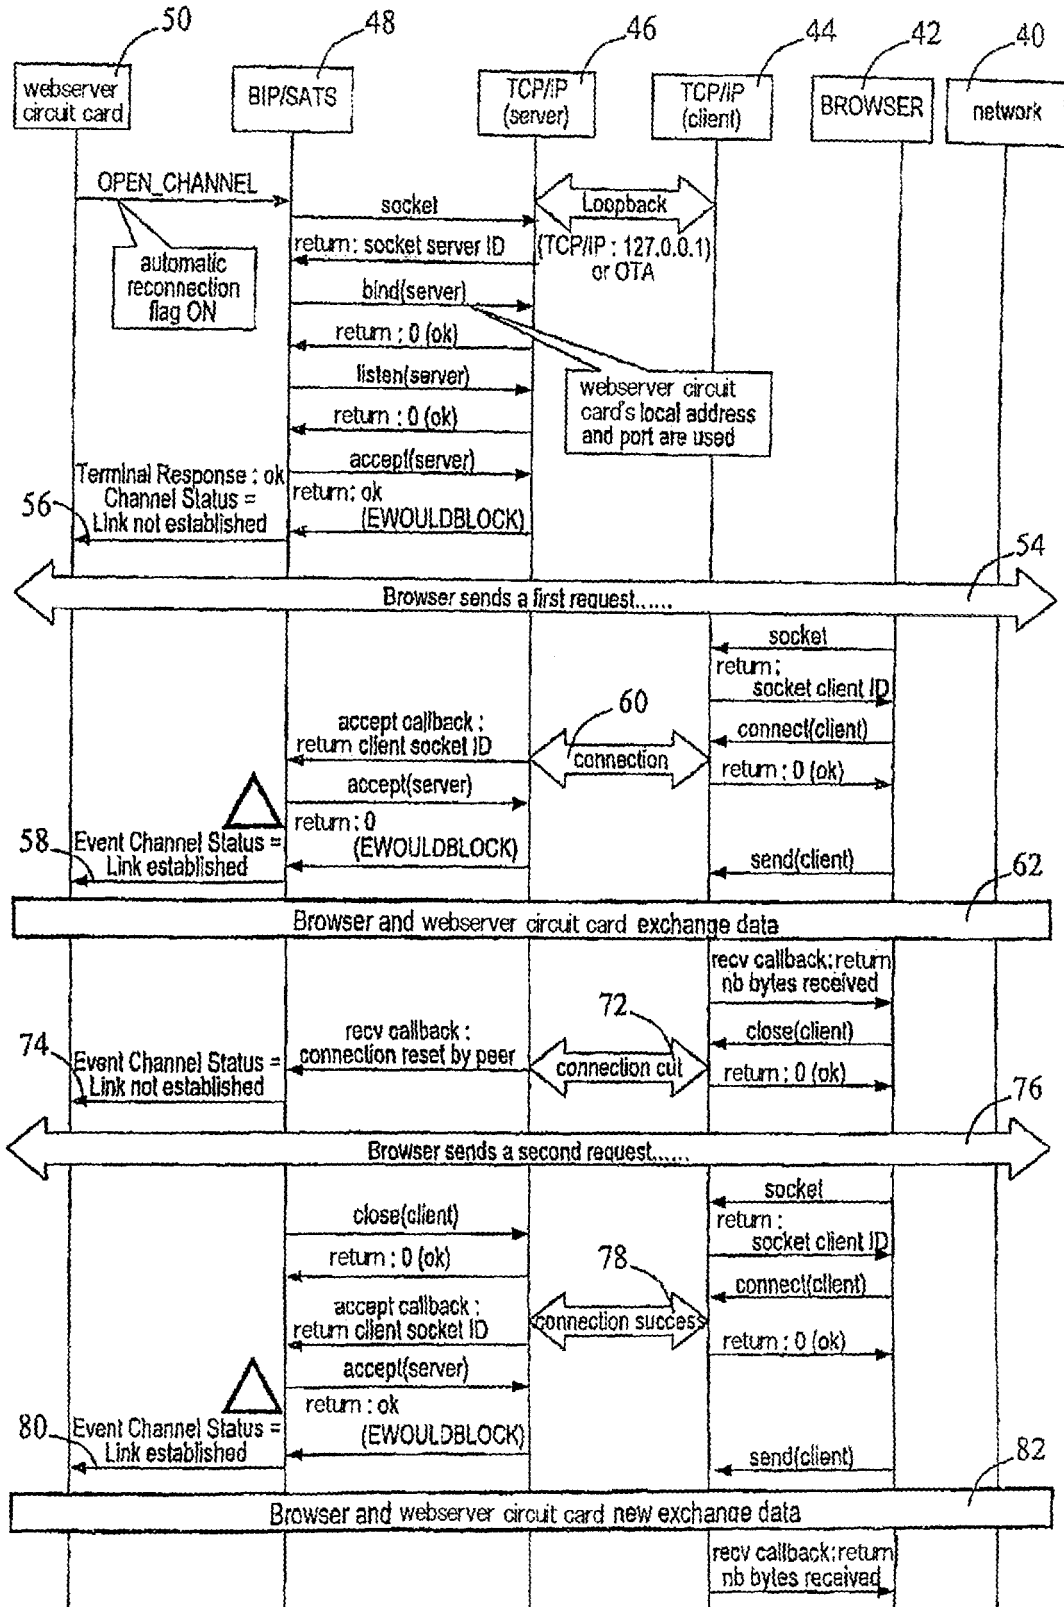 50
48
46
44
42
40
webserver
circuit card
BIP/SATS
TCP/IP
(server)
TCP/IP
(client)
BROWSER
network
OPEN_CHANNEL
socket
Loopback
return: socket server ID
(TCP/IP : 127.0.0.1)
or OTA
automatic
reconnection
flag ON
bind(server)
return : 0 (ok)
listen(server)
webserver circuit
card's local address
and port are used
return : 0 (ok)
accept(server)
Terminal Response : ok
Channel Status =
Link not established
return: ok
(EWOULDBLOCK)
56
54
Browser sends a first request......
socket
return :
socket client ID
60
accept callback :
return client socket ID
connection
connect(client)
return : 0 (ok)
accept(server)
return : 0
(EWOULDBLOCK)
58
Event Channel Status =
Link established
send(client)
62
Browser and webserver circuit card exchange data
recv callback:return
nb bytes received
72
74
recv callback :
connection reset by peer
connection cut
close(client)
return : 0 (ok)
Event Channel Status =
Link not established
76
Browser sends a second request......
socket
close(client)
return :
socket client ID
return : 0 (ok)
78
connect(client)
accept callback :
return client socket ID
connection success
return : 0 (ok)
accept(server)
return : ok
(EWOULDBLOCK)
80
Event Channel Status =
Link established
send(client)
82
Browser and webserver circuit card new exchange data
recv callback:return
nb bytes received